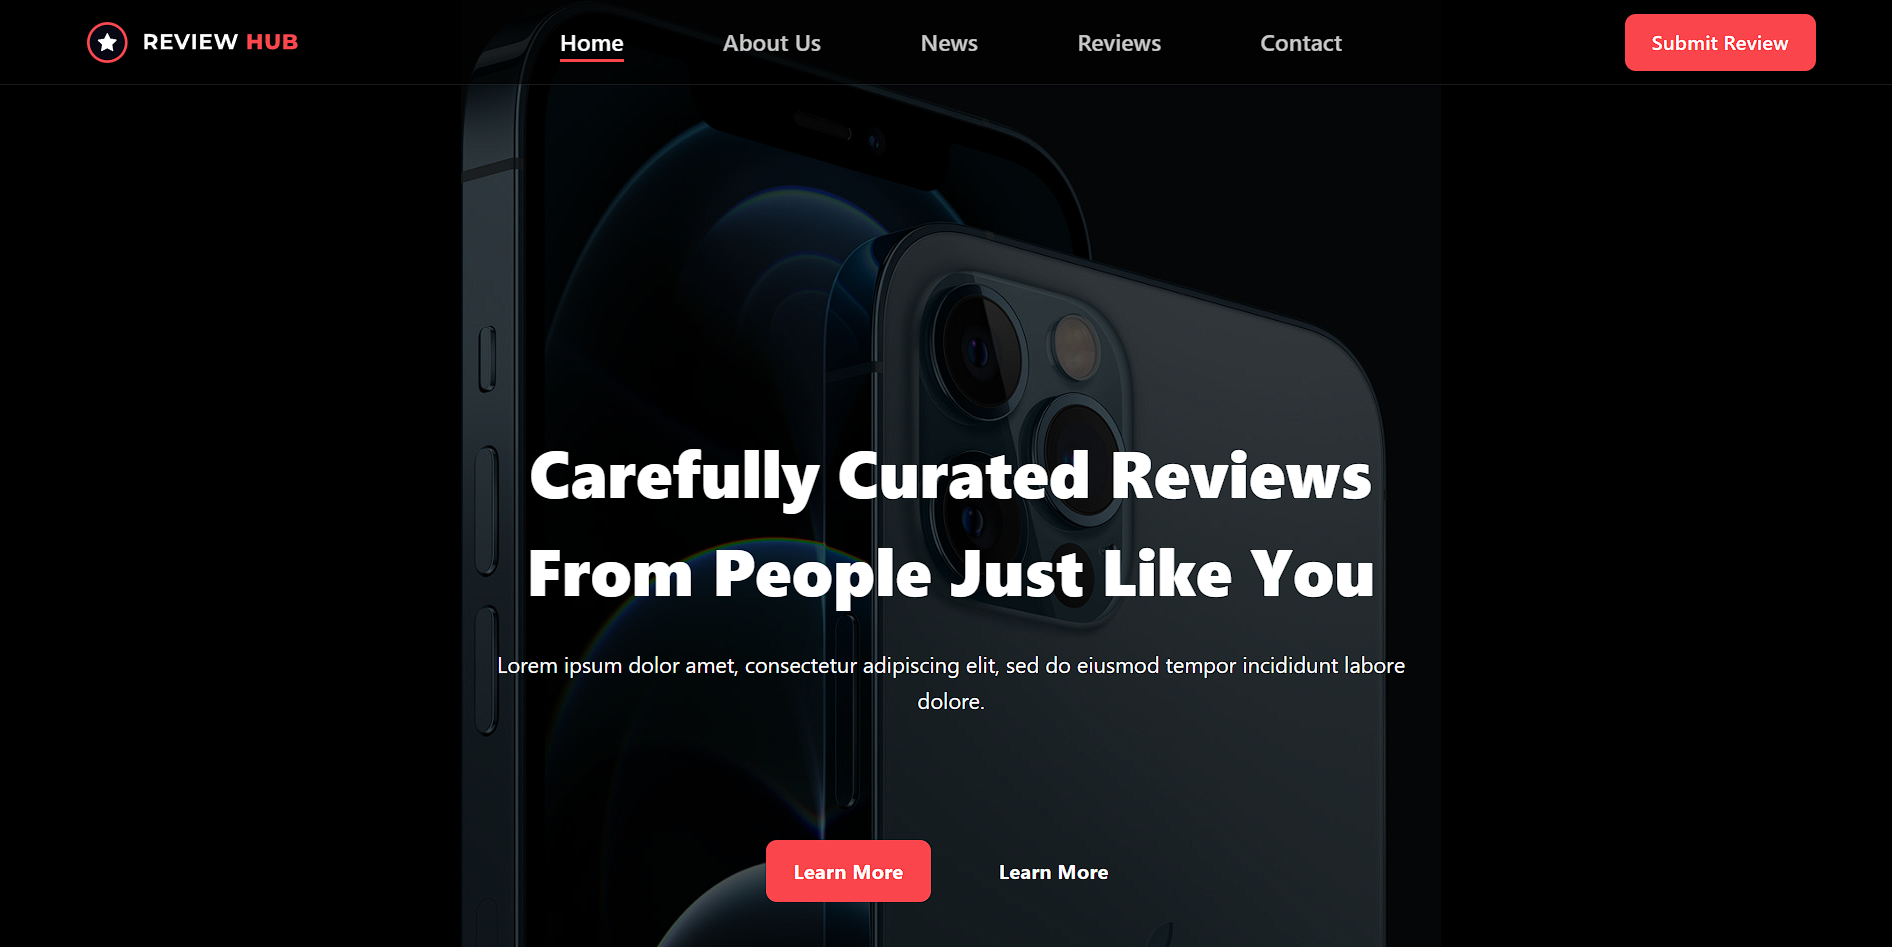 REVIEW HUB
Home
About Us
News
Reviews
Contact
Submit Review
Carefully Curated Reviews
From People Just Like You
Lorem ipsum dolor amet, consectetur adipiscing elit, sed do eiusmod tempor incididunt labore
dolore.
Learn More
Learn More